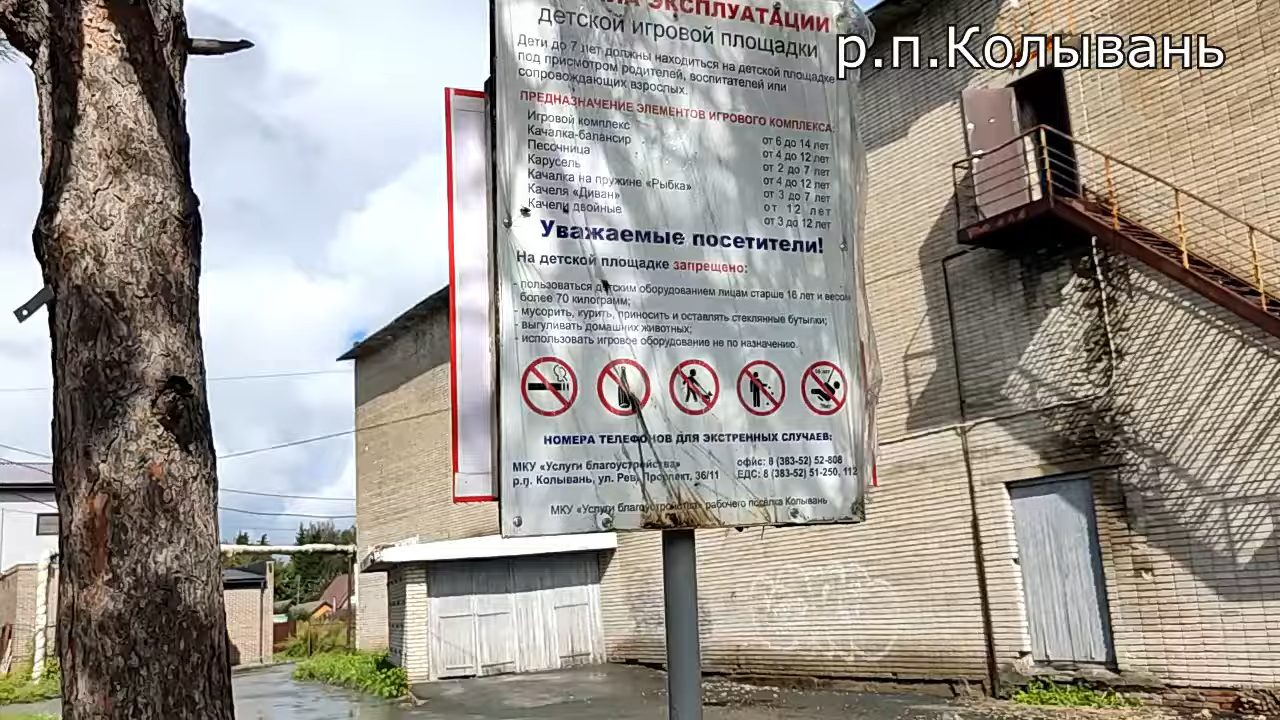 ЭКСПЛУАТАЦИИ
детской игровой площадки
р.п.Колывань
Дети до 7 лет должны находиться на детской площадке
под присмотром родителей, воспитателей или
сопровождающих взрослых.
ПРЕДНАЗНАЧЕНИЕ ЭЛЕМЕНТОВ ИГРОВОГО КОМПЛЕКСА:
Игровой комплекс от 6 до 14 лет
Качалка-балансир от 4 до 12 лет
Песочница от 2 до 7 лет
Карусель от 4 до 12 лет
Качалка на пружине «Рыбка» от 3 до 7 лет
Качеля «Диван» от 12 лет
Качели двойные от 3 до 12 лет
Уважаемые посетители!
На детской площадке запрещено:
- пользоваться детским оборудованием лицам старше 16 лет и весом
более 70 килограмм;
- мусорить, курить, приносить и оставлять стеклянные бутылки;
- выгуливать домашних животных;
- использовать игровое оборудование не по назначению.
НОМЕРА ТЕЛЕФОНОВ ДЛЯ ЭКСТРЕННЫХ СЛУЧАЕВ:
МКУ «Услуги благоустройства» офис: 8 (383-52) 52-808
р.п. Колывань, ул. Рев. Проспект, 36/11 ЕДС: 8 (383-52) 51-250, 112
МКУ «Услуги благоустройства» рабочего посёлка Колывань